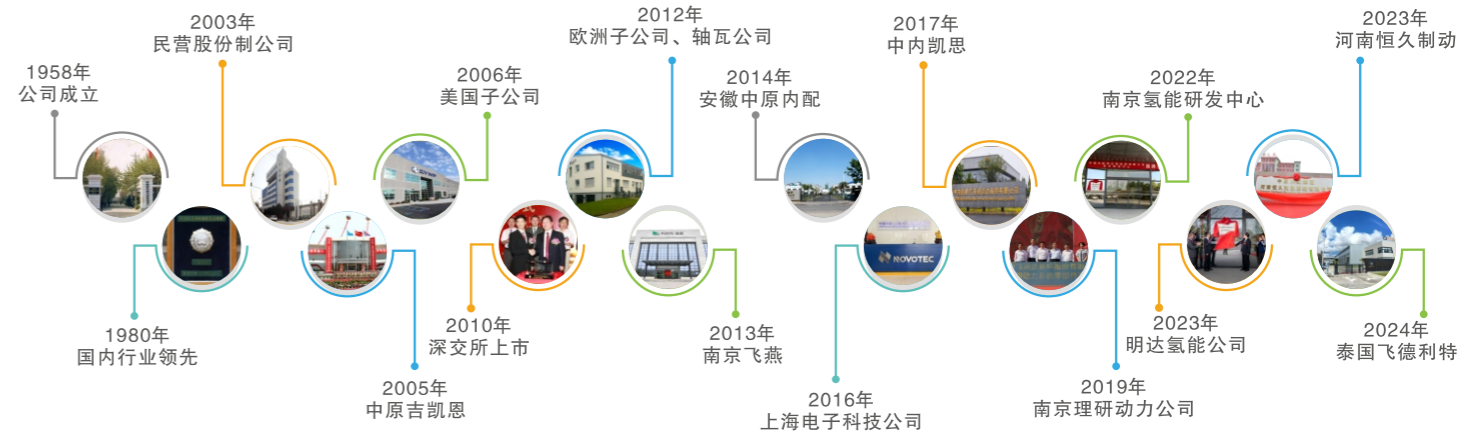 1958年
公司成立
1980年
国内行业领先
2003年
民营股份制公司
2005年
中原吉凯恩
2006年
美国子公司
2010年
深交所上市
2012年
欧洲子公司、轴瓦公司
2013年
南京飞燕
2014年
安徽中原内配
2016年
上海电子科技公司
NOVOTEC
2017年
中内凯思
2019年
南京理研动力公司
2022年
南京氢能研发中心
2023年
明达氢能公司
2023年
河南恒久制动
2024年
泰国飞德利特